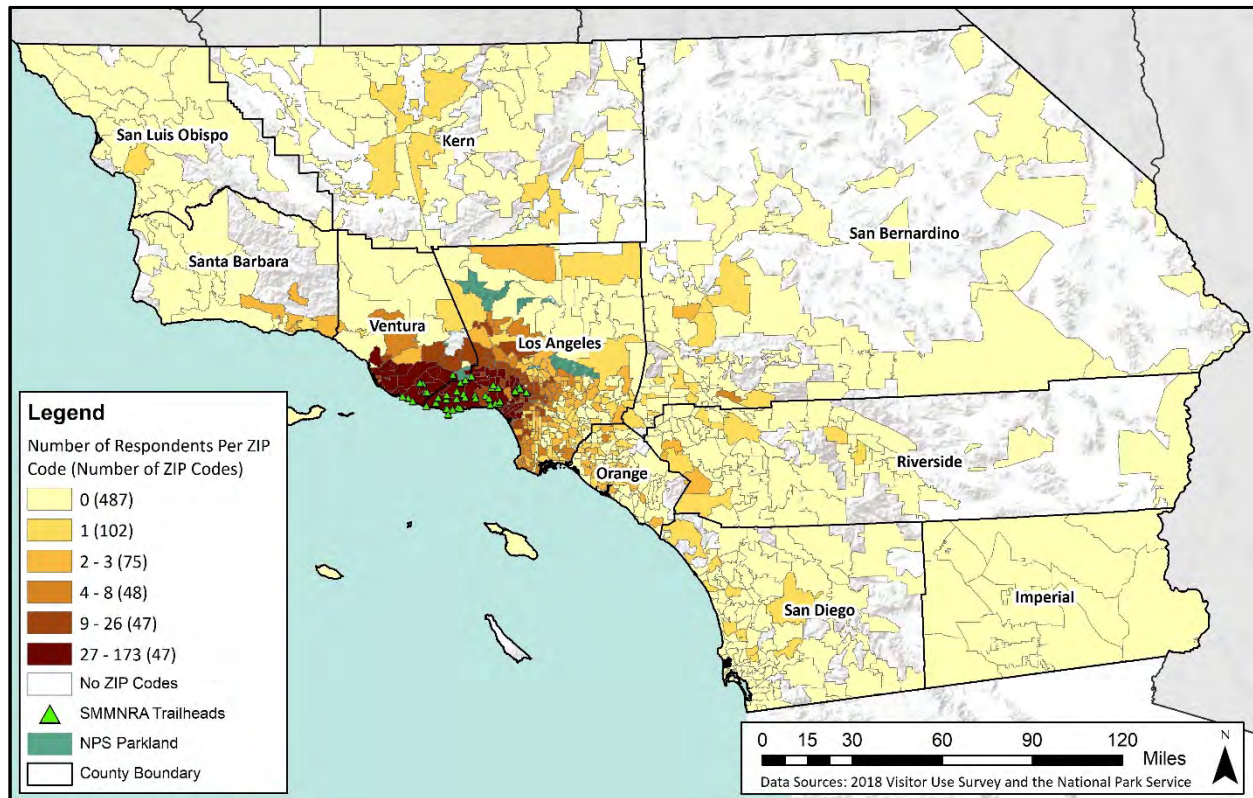 San Luis Obispo
Kern
San Bernardino
Santa Barbara
Ventura
Los Angeles
Orange
Riverside
San Diego
Imperial
Legend
Number of Respondents Per ZIP
Code (Number of ZIP Codes)
0 (487)
1 (102)
2 - 3 (75)
4 - 8 (48)
9 - 26 (47)
27 - 173 (47)
No ZIP Codes
SMMNRA Trailheads
NPS Parkland
County Boundary
N
0 15 30 60 90 120
Miles
Data Sources: 2018 Visitor Use Survey and the National Park Service